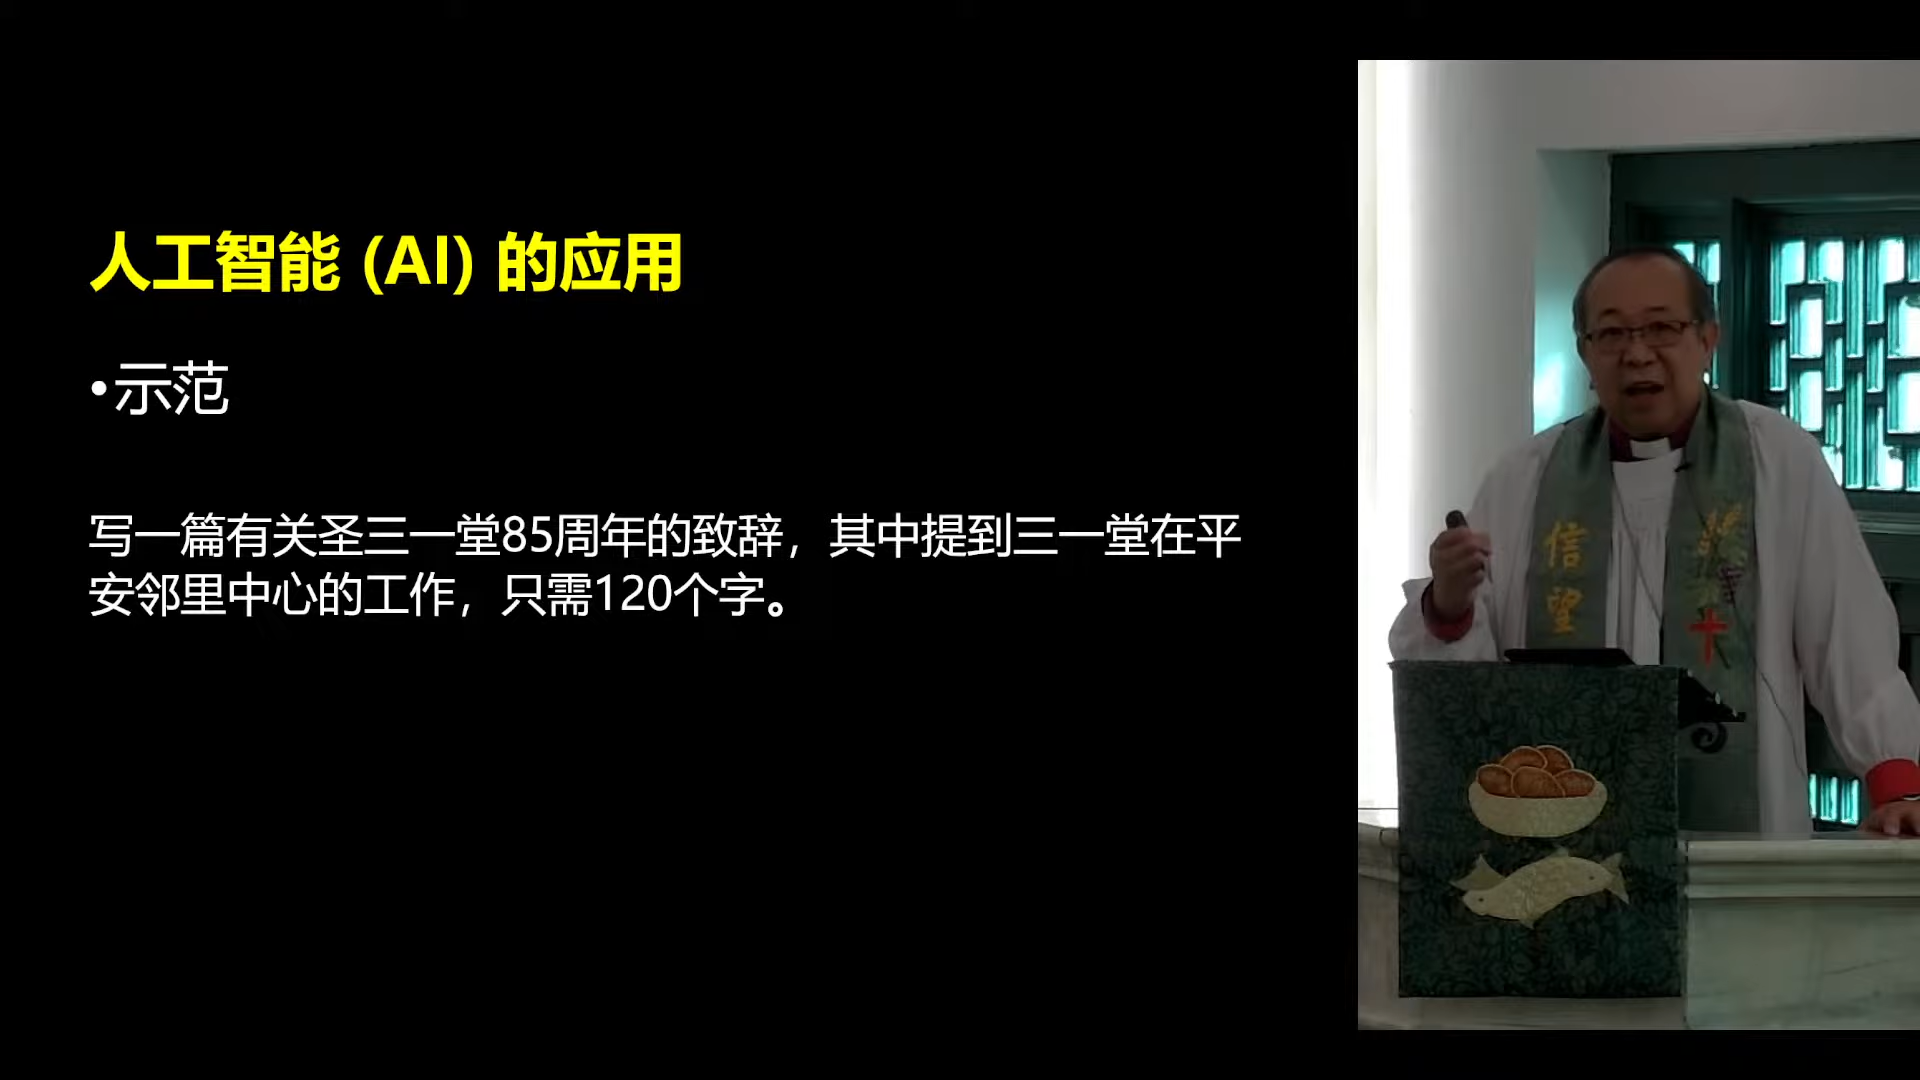 人工智能 (AI) 的应用
•示范
写一篇有关圣三一堂85周年的致辞，其中提到三一堂在平
安邻里中心的工作，只需120个字。
信
望